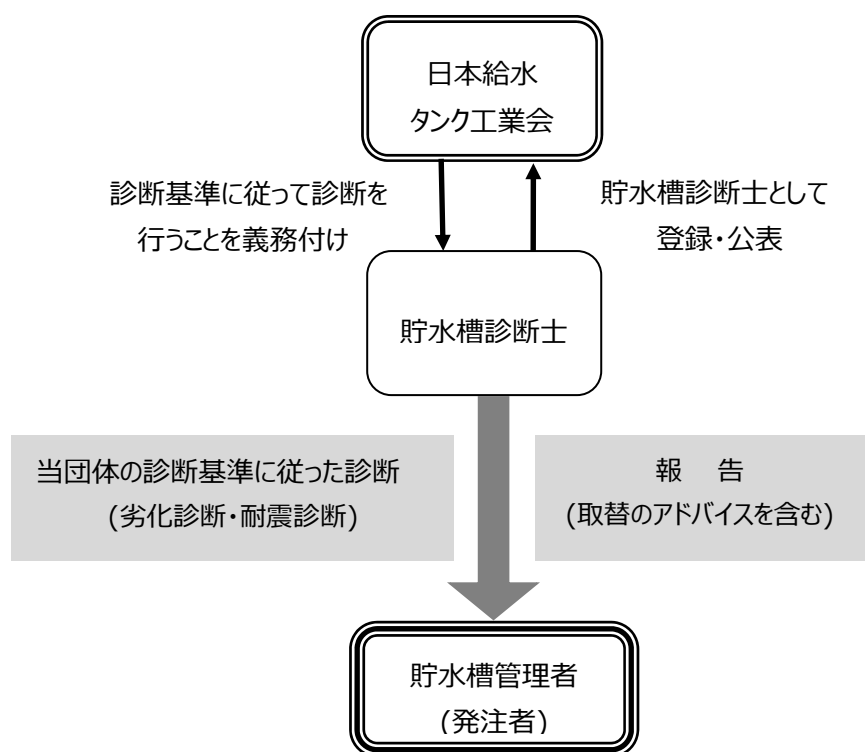 日本給水
タンク工業会
診断基準に従って診断を
行うことを義務付け
貯水槽診断士として
登録・公表
貯水槽診断士
当団体の診断基準に従った診断
(劣化診断・耐震診断)
報　告
(取替のアドバイスを含む)
貯水槽管理者
(発注者)